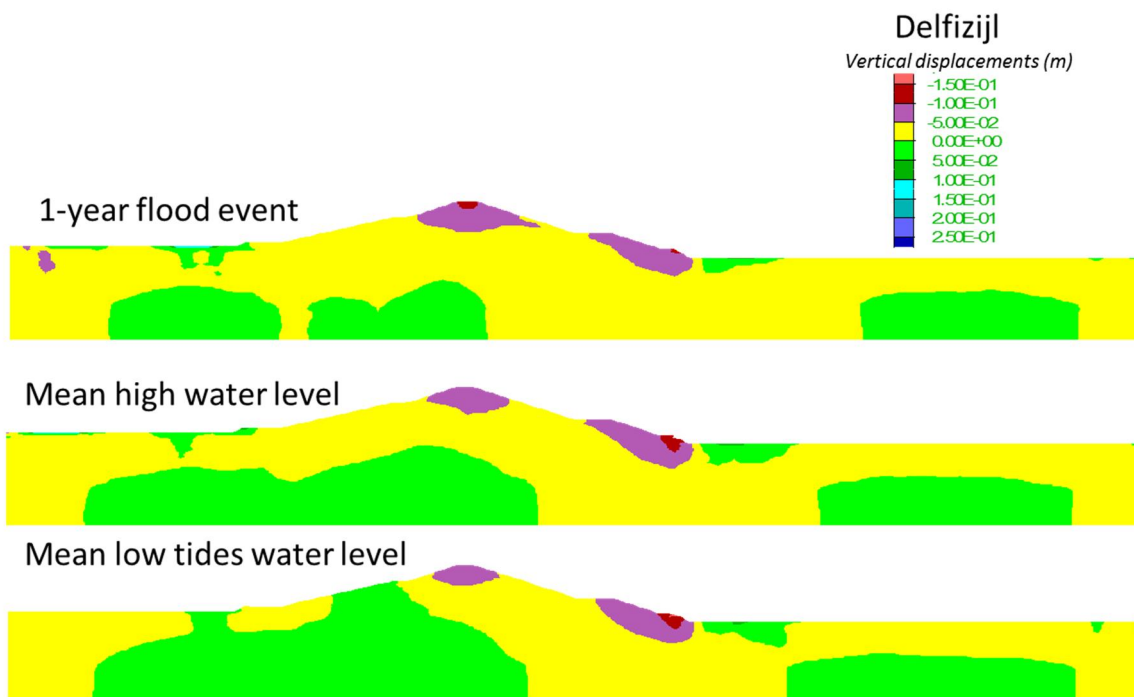 Delfizijl
Vertical displacements (m)
-1.50E-01
-1.00E-01
-5.00E-02
0.00E+00
5.00E-02
1.00E-01
1.50E-01
2.00E-01
2.50E-01
1-year flood event
Mean high water level
Mean low tides water level